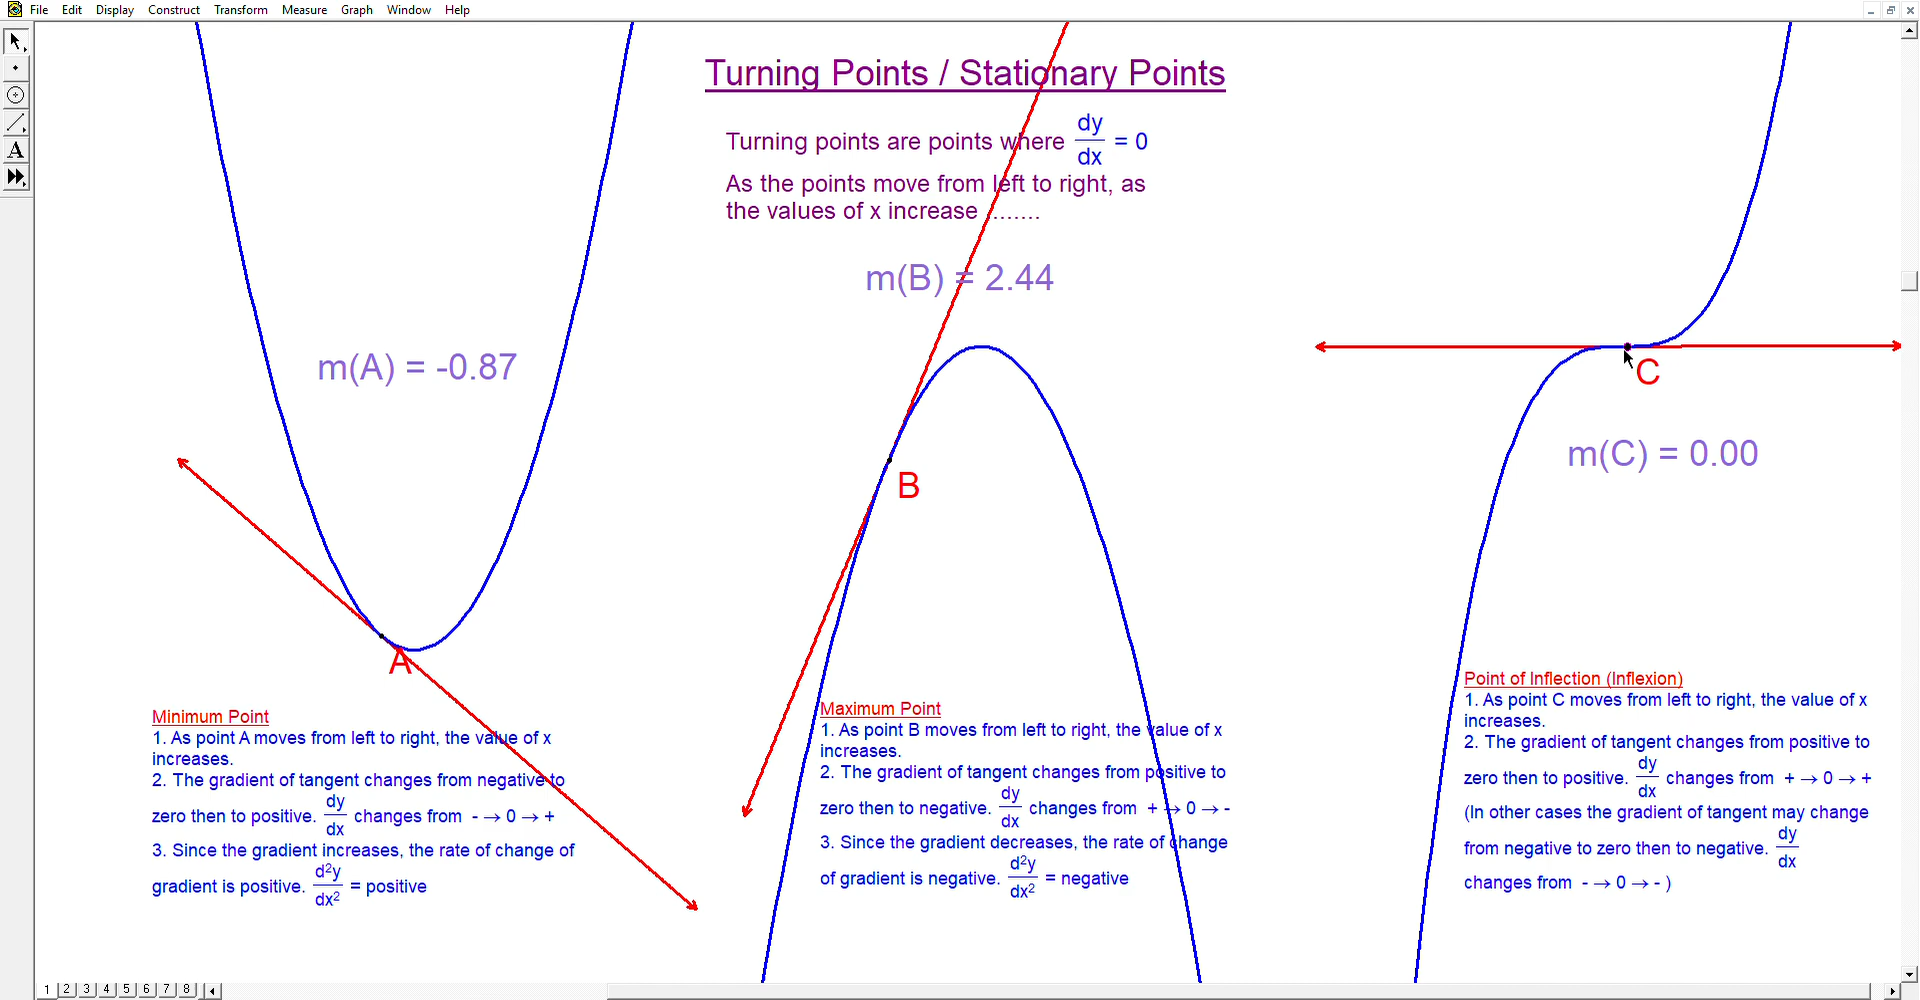 File Edit Display Construct Transform Measure Graph Window Help
Turning Points / Stationary Points
Turning points are points where dy/dx = 0
As the points move from left to right, as
the values of x increase .......
m(B) = 2.44
m(A) = -0.87
C
m(C) = 0.00
B
A
Minimum Point
1. As point A moves from left to right, the value of x
increases.
2. The gradient of tangent changes from negative to
zero then to positive. dy/dx changes from - → 0 → +
3. Since the gradient increases, the rate of change of
gradient is positive. d²y/dx² = positive
Maximum Point
1. As point B moves from left to right, the value of x
increases.
2. The gradient of tangent changes from positive to
zero then to negative. dy/dx changes from + → 0 → -
3. Since the gradient decreases, the rate of change
of gradient is negative. d²y/dx² = negative
Point of Inflection (Inflexion)
1. As point C moves from left to right, the value of x
increases.
2. The gradient of tangent changes from positive to
zero then to positive. dy/dx changes from + → 0 → +
(In other cases the gradient of tangent may change
from negative to zero then to negative. dy/dx
changes from - → 0 → - )
A
1 2 3 4 5 6 7 8